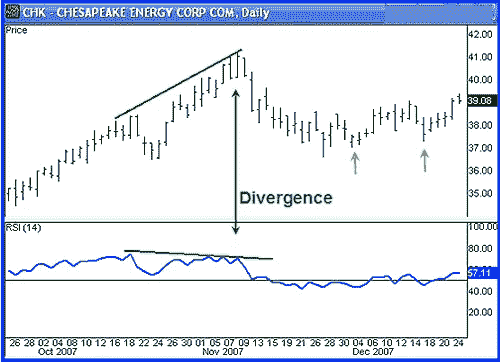 CHK - CHESAPEAKE ENERGY CORP COM, Daily
Price
42.00
41.00
40.00
39.08
38.00
37.00
36.00
35.00
Divergence
RSI (14)
100.00
80.00
57.11
40.00
20.00
26 28 02 04 08 10 12 16 18 22 24 26 30 01 05 07 09 13 15 19 21 26 28 30 04 06 10 12 14 18 20 24
Oct 2007 Nov 2007 Dec 2007